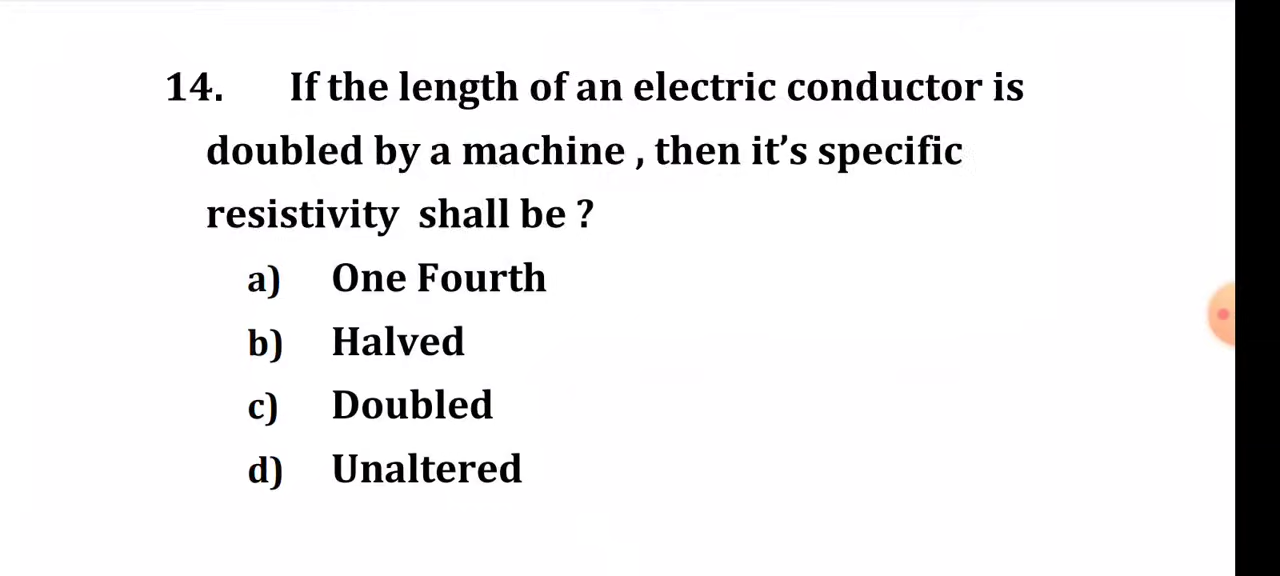 14. If the length of an electric conductor is
doubled by a machine , then it’s specific
resistivity shall be ?
a) One Fourth
b) Halved
c) Doubled
d) Unaltered